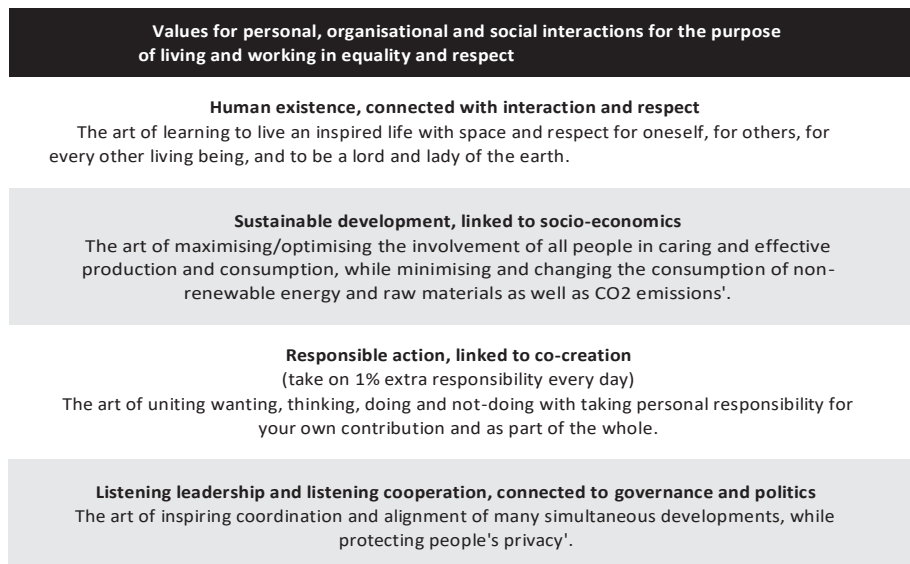 Values for personal, organisational and social interactions for the purpose
of living and working in equality and respect
Human existence, connected with interaction and respect
The art of learning to live an inspired life with space and respect for oneself, for others, for
every other living being, and to be a lord and lady of the earth.
Sustainable development, linked to socio-economics
The art of maximising/optimising the involvement of all people in caring and effective
production and consumption, while minimising and changing the consumption of non-
renewable energy and raw materials as well as CO2 emissions'.
Responsible action, linked to co-creation
(take on 1% extra responsibility every day)
The art of uniting wanting, thinking, doing and not-doing with taking personal responsibility for
your own contribution and as part of the whole.
Listening leadership and listening cooperation, connected to governance and politics
The art of inspiring coordination and alignment of many simultaneous developments, while
protecting people's privacy'.